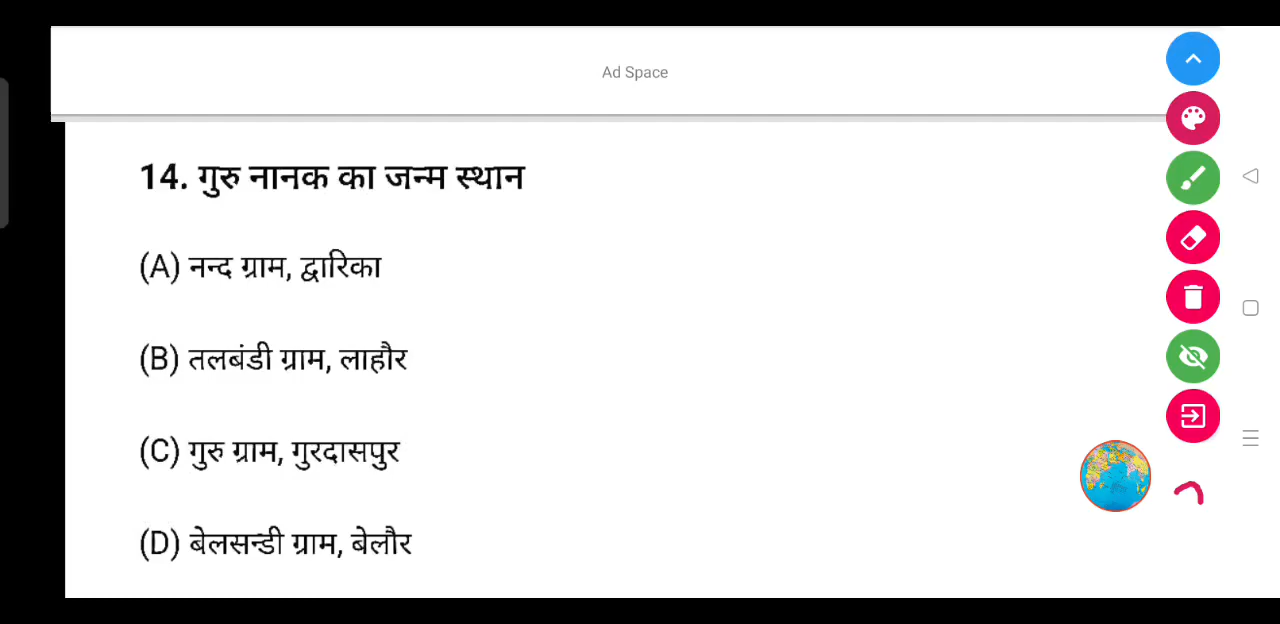 Ad Space
14. गुरु नानक का जन्म स्थान
(A) नन्द ग्राम, द्वारिका
(B) तलबंडी ग्राम, लाहौर
(C) गुरु ग्राम, गुरदासपुर
(D) बेलसन्डी ग्राम, बेलौर